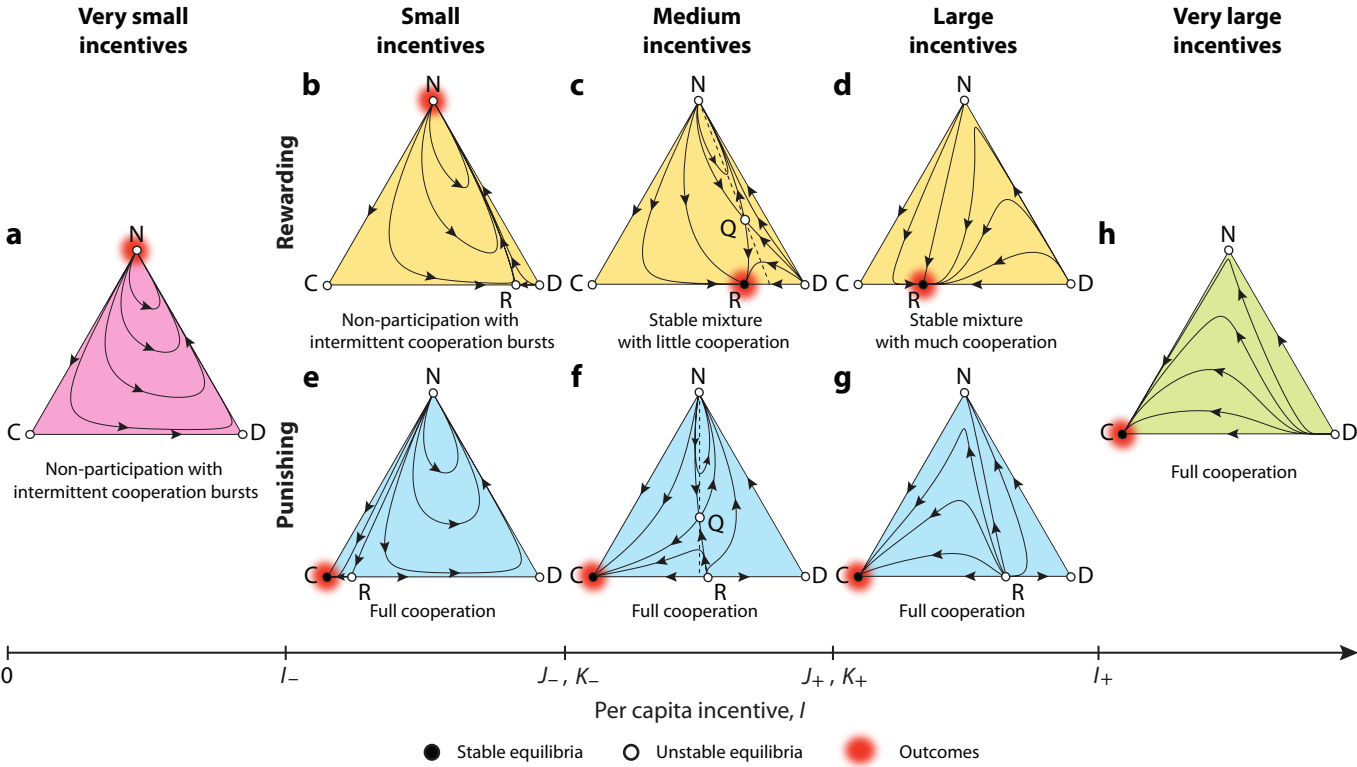 Very small
incentives
Small
incentives
Medium
incentives
Large
incentives
Very large
incentives
a
N
C
D
Non-participation with
intermittent cooperation bursts
Rewarding
b
N
C
R
D
Non-participation with
intermittent cooperation bursts
c
N
Q
C
R
D
Stable mixture
with little cooperation
d
N
C
R
D
Stable mixture
with much cooperation
Punishing
e
N
C
R
D
Full cooperation
f
N
Q
C
R
D
Full cooperation
g
N
C
R
D
Full cooperation
h
N
C
D
Full cooperation
0
I−
J− , K−
J+ , K+
I+
Per capita incentive, I
Stable equilibria
Unstable equilibria
Outcomes